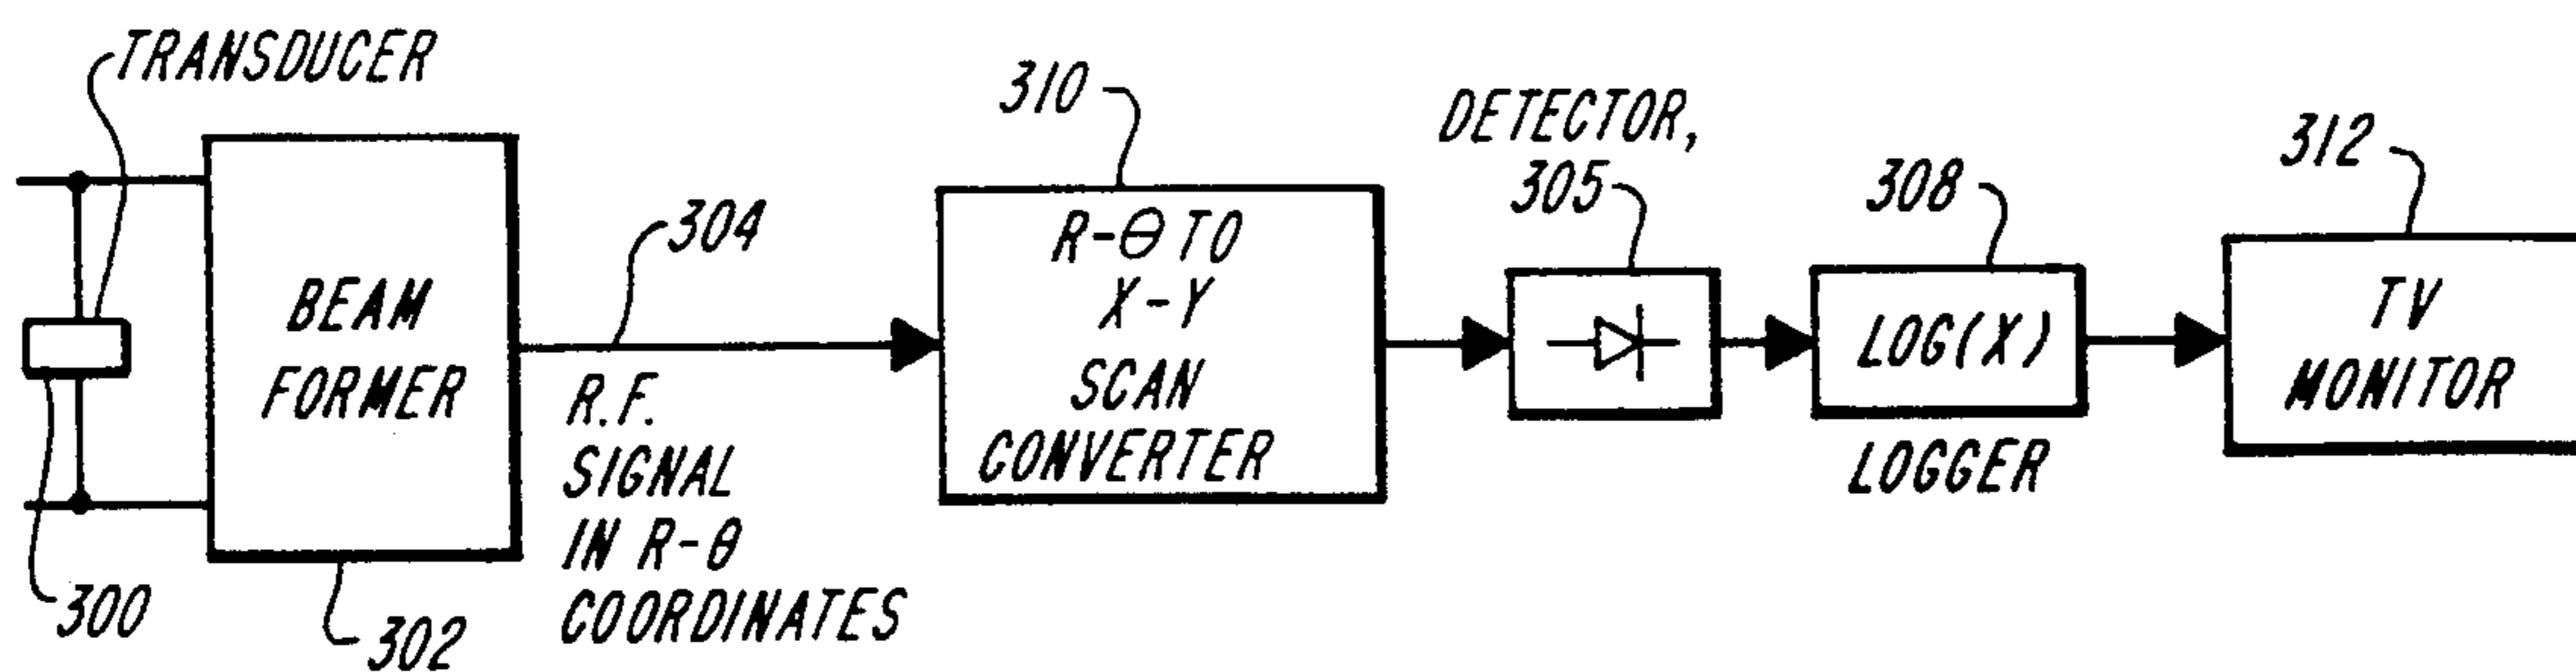 TRANSDUCER
300
BEAM
FORMER
302
304
R.F.
SIGNAL
IN R-θ
COORDINATES
310
R-Θ TO
X-Y
SCAN
CONVERTER
DETECTOR,
305
308
LOG(X)
LOGGER
312
TV
MONITOR